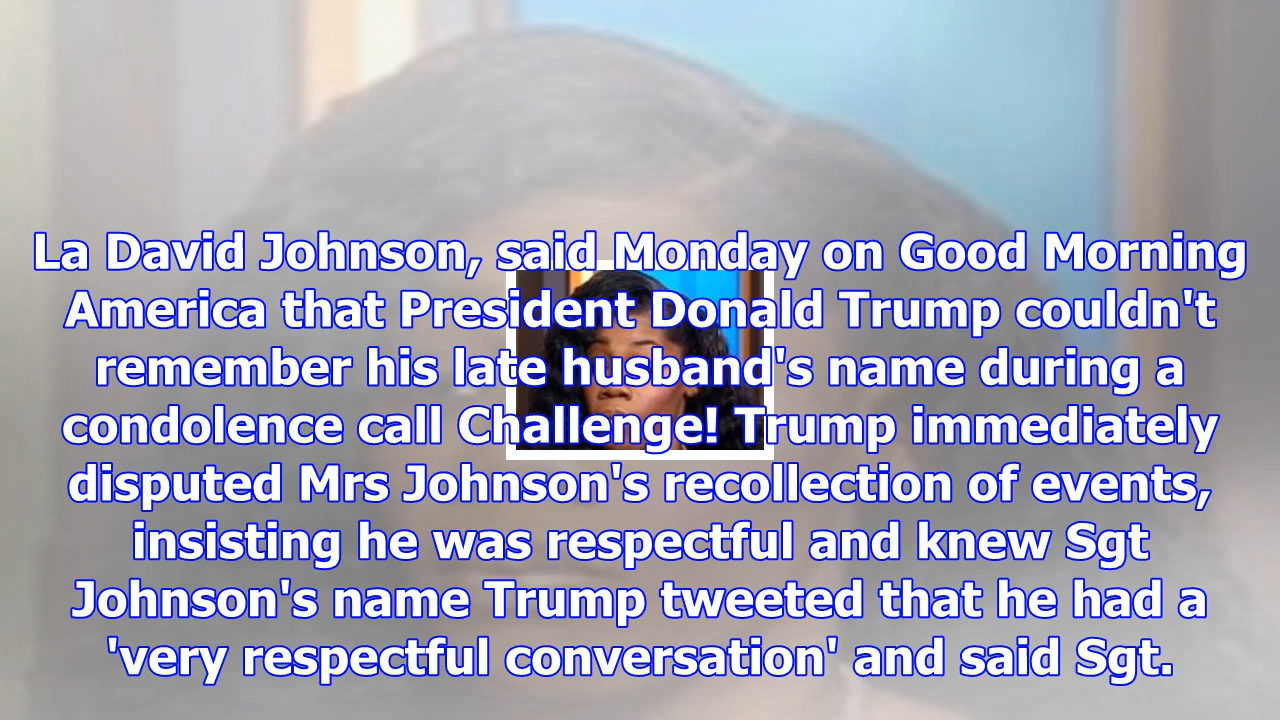 La David Johnson, said Monday on Good Morning
America that President Donald Trump couldn't
remember his late husband's name during a
condolence call Challenge! Trump immediately
disputed Mrs Johnson's recollection of events,
insisting he was respectful and knew Sgt
Johnson's name Trump tweeted that he had a
'very respectful conversation' and said Sgt.